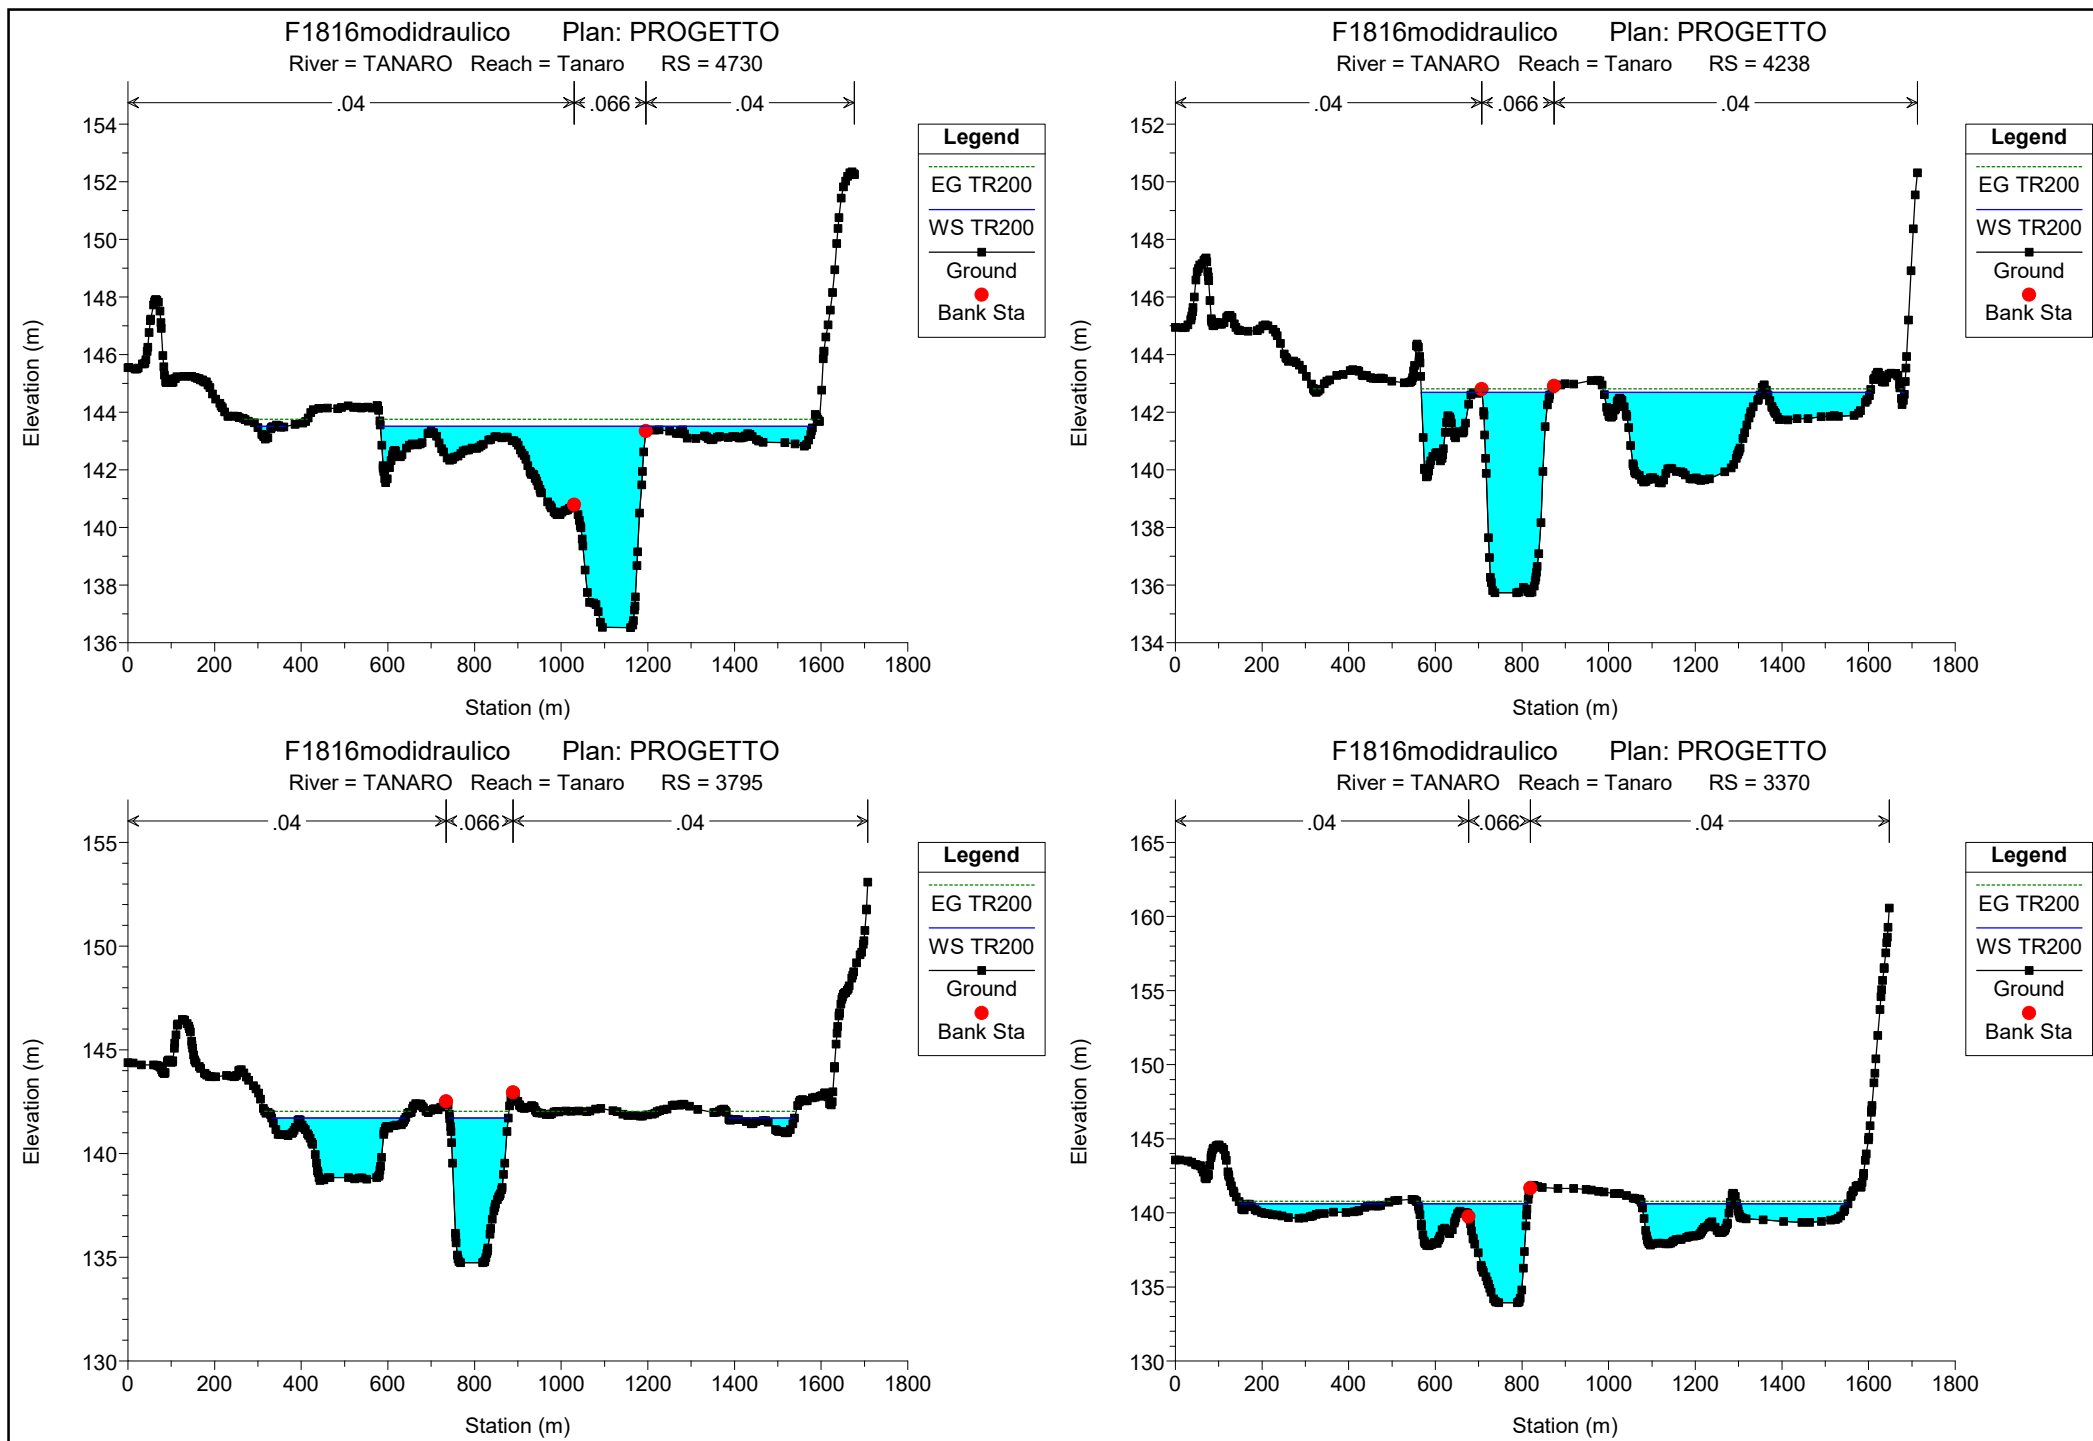 F1816modidraulico Plan: PROGETTO
River = TANARO Reach = Tanaro RS = 4730
.04 .066 .04
154
152
150
148
146
144
142
140
138
136
0 200 400 600 800 1000 1200 1400 1600 1800
Station (m)
Elevation (m)
Legend
EG TR200
WS TR200
Ground
Bank Sta
F1816modidraulico Plan: PROGETTO
River = TANARO Reach = Tanaro RS = 4238
.04 .066 .04
152
150
148
146
144
142
140
138
136
134
0 200 400 600 800 1000 1200 1400 1600 1800
Station (m)
Elevation (m)
Legend
EG TR200
WS TR200
Ground
Bank Sta
F1816modidraulico Plan: PROGETTO
River = TANARO Reach = Tanaro RS = 3795
.04 .066 .04
155
150
145
140
135
130
0 200 400 600 800 1000 1200 1400 1600 1800
Station (m)
Elevation (m)
Legend
EG TR200
WS TR200
Ground
Bank Sta
F1816modidraulico Plan: PROGETTO
River = TANARO Reach = Tanaro RS = 3370
.04 .066 .04
165
160
155
150
145
140
135
130
0 200 400 600 800 1000 1200 1400 1600 1800
Station (m)
Elevation (m)
Legend
EG TR200
WS TR200
Ground
Bank Sta